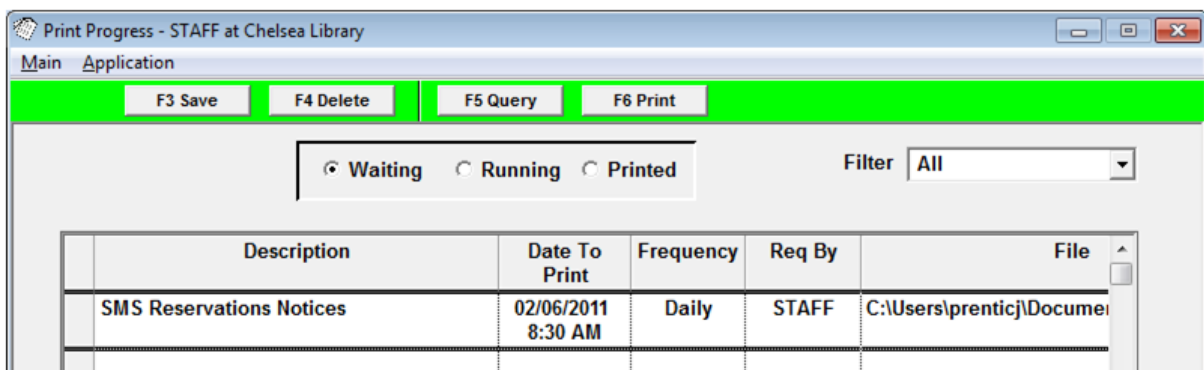 Print Progress - STAFF at Chelsea Library
Main Application
F3 Save F4 Delete F5 Query F6 Print
Waiting Running Printed Filter All
Description Date To Print Frequency Req By File
SMS Reservations Notices 02/06/2011 8:30 AM Daily STAFF C:\Users\prenticj\Documen